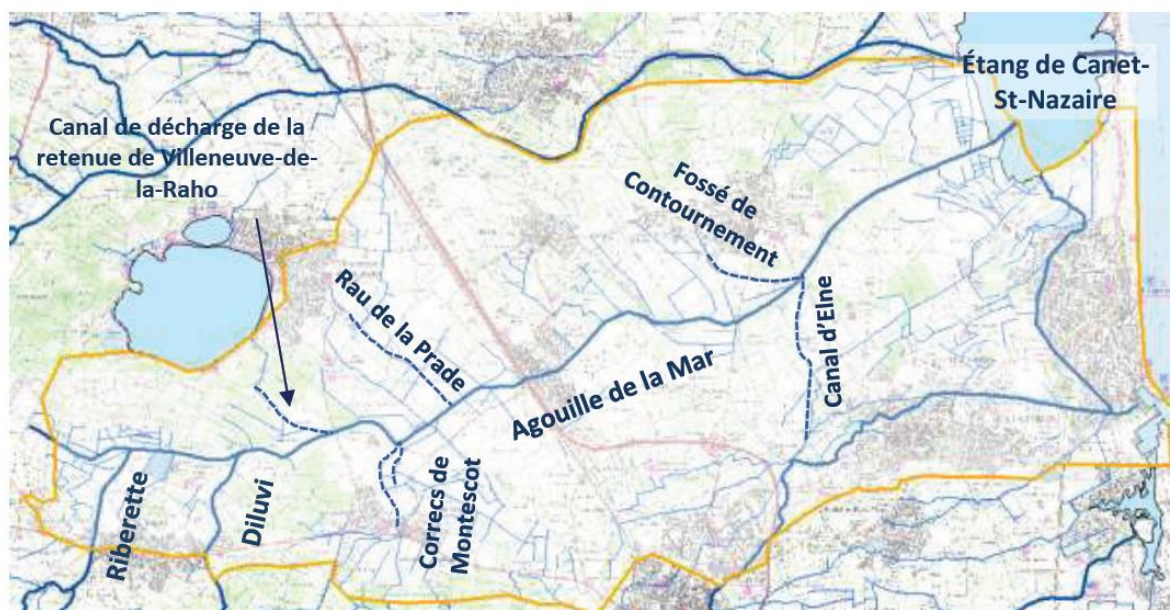 Étang de Canet-
St-Nazaire
Canal de décharge de la
retenue de Villeneuve-de-
la-Raho
Fossé de
Contournement
Rau de la Prade
Canal d'Elne
Agouille de la Mar
Riberette
Diluvi
Correcs de
Montescot